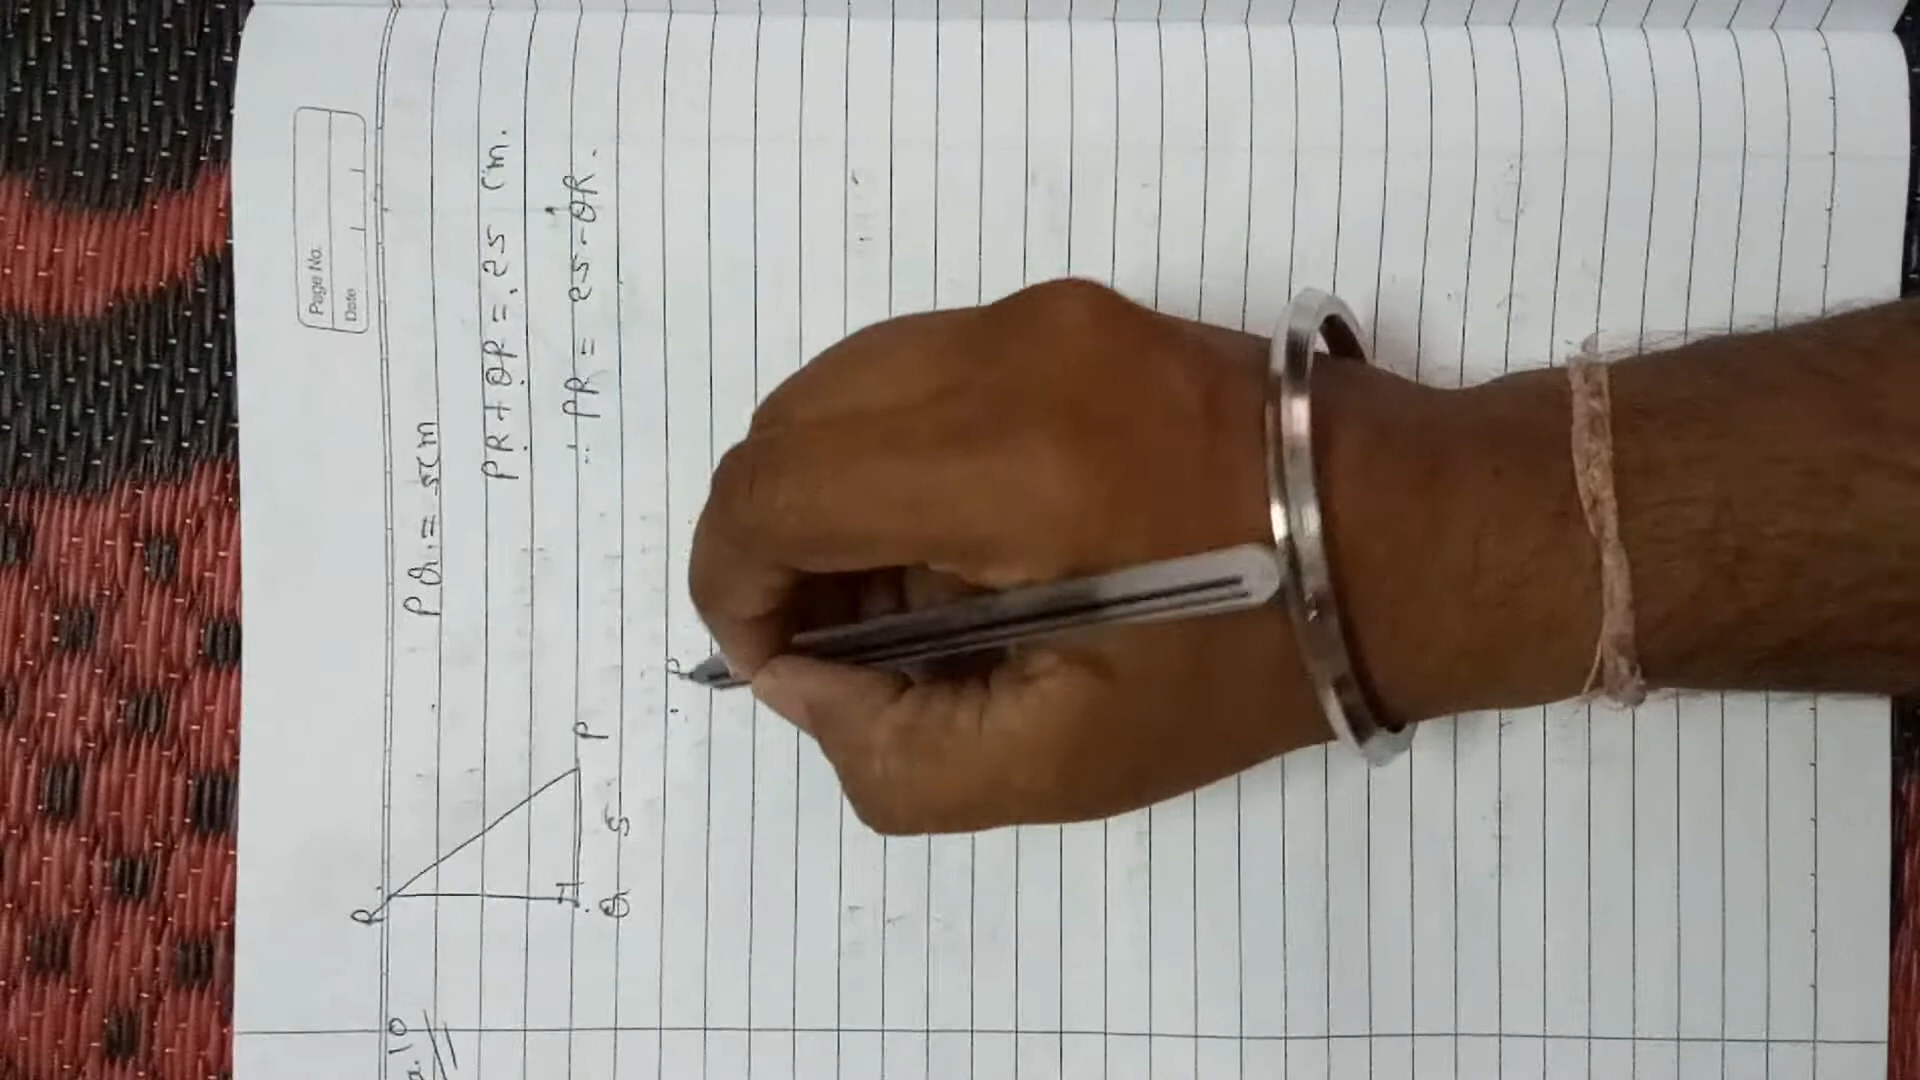 Page No.
Date
Q.10
R
PQ = 5cm
PR + QR = 25 cm.
∴ PR = 25 - QR.
Q 5 P
P